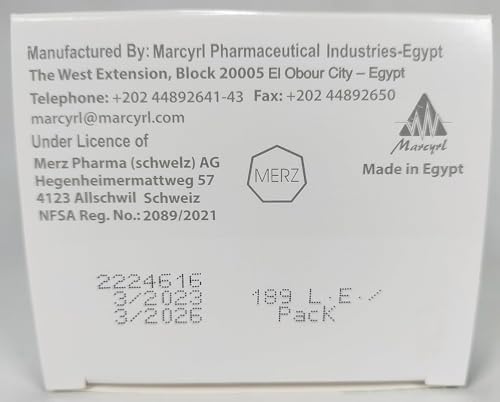 Manufactured By: Marcyrl Pharmaceutical Industries-Egypt
The West Extension, Block 20005 El Obour City – Egypt
Telephone: +202 44892641-43 Fax: +202 44892650
marcyrl@marcyrl.com
Under Licence of
Merz Pharma (schwelz) AG
Hegenheimermattweg 57
4123 Allschwil Schweiz
NFSA Reg. No.: 2089/2021
MERZ
Marcyrl
Made in Egypt
2224616
3/2023
3/2026
189 L.E./
Pack